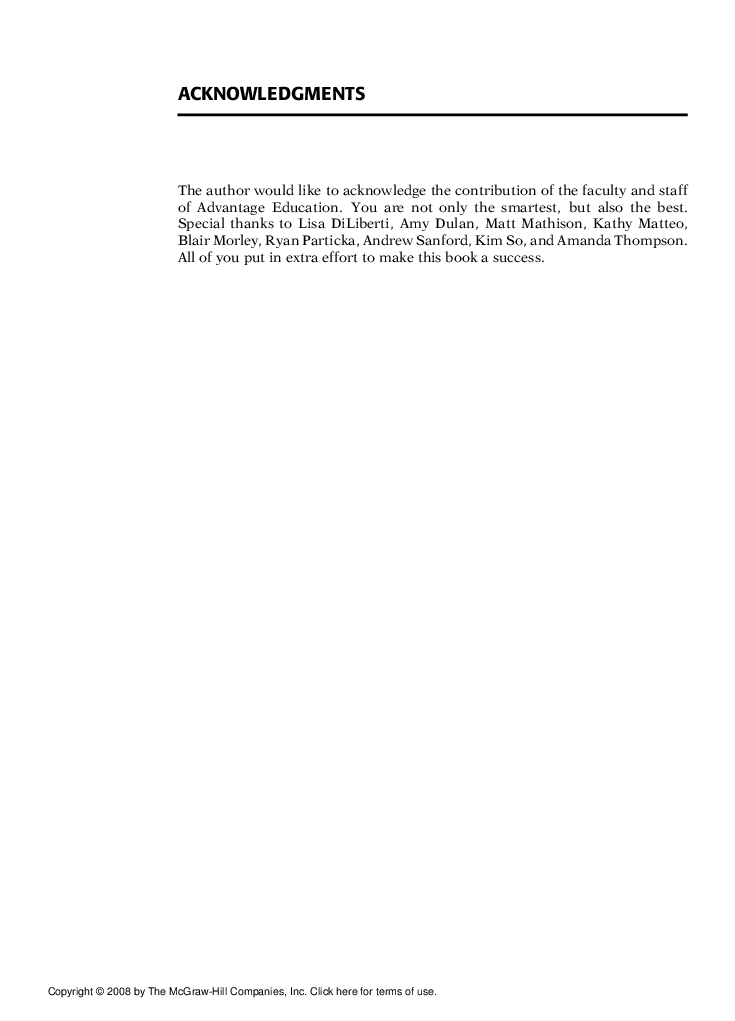 ACKNOWLEDGMENTS
The author would like to acknowledge the contribution of the faculty and staff
of Advantage Education. You are not only the smartest, but also the best.
Special thanks to Lisa DiLiberti, Amy Dulan, Matt Mathison, Kathy Matteo,
Blair Morley, Ryan Particka, Andrew Sanford, Kim So, and Amanda Thompson.
All of you put in extra effort to make this book a success.
Copyright © 2008 by The McGraw-Hill Companies, Inc. Click here for terms of use.